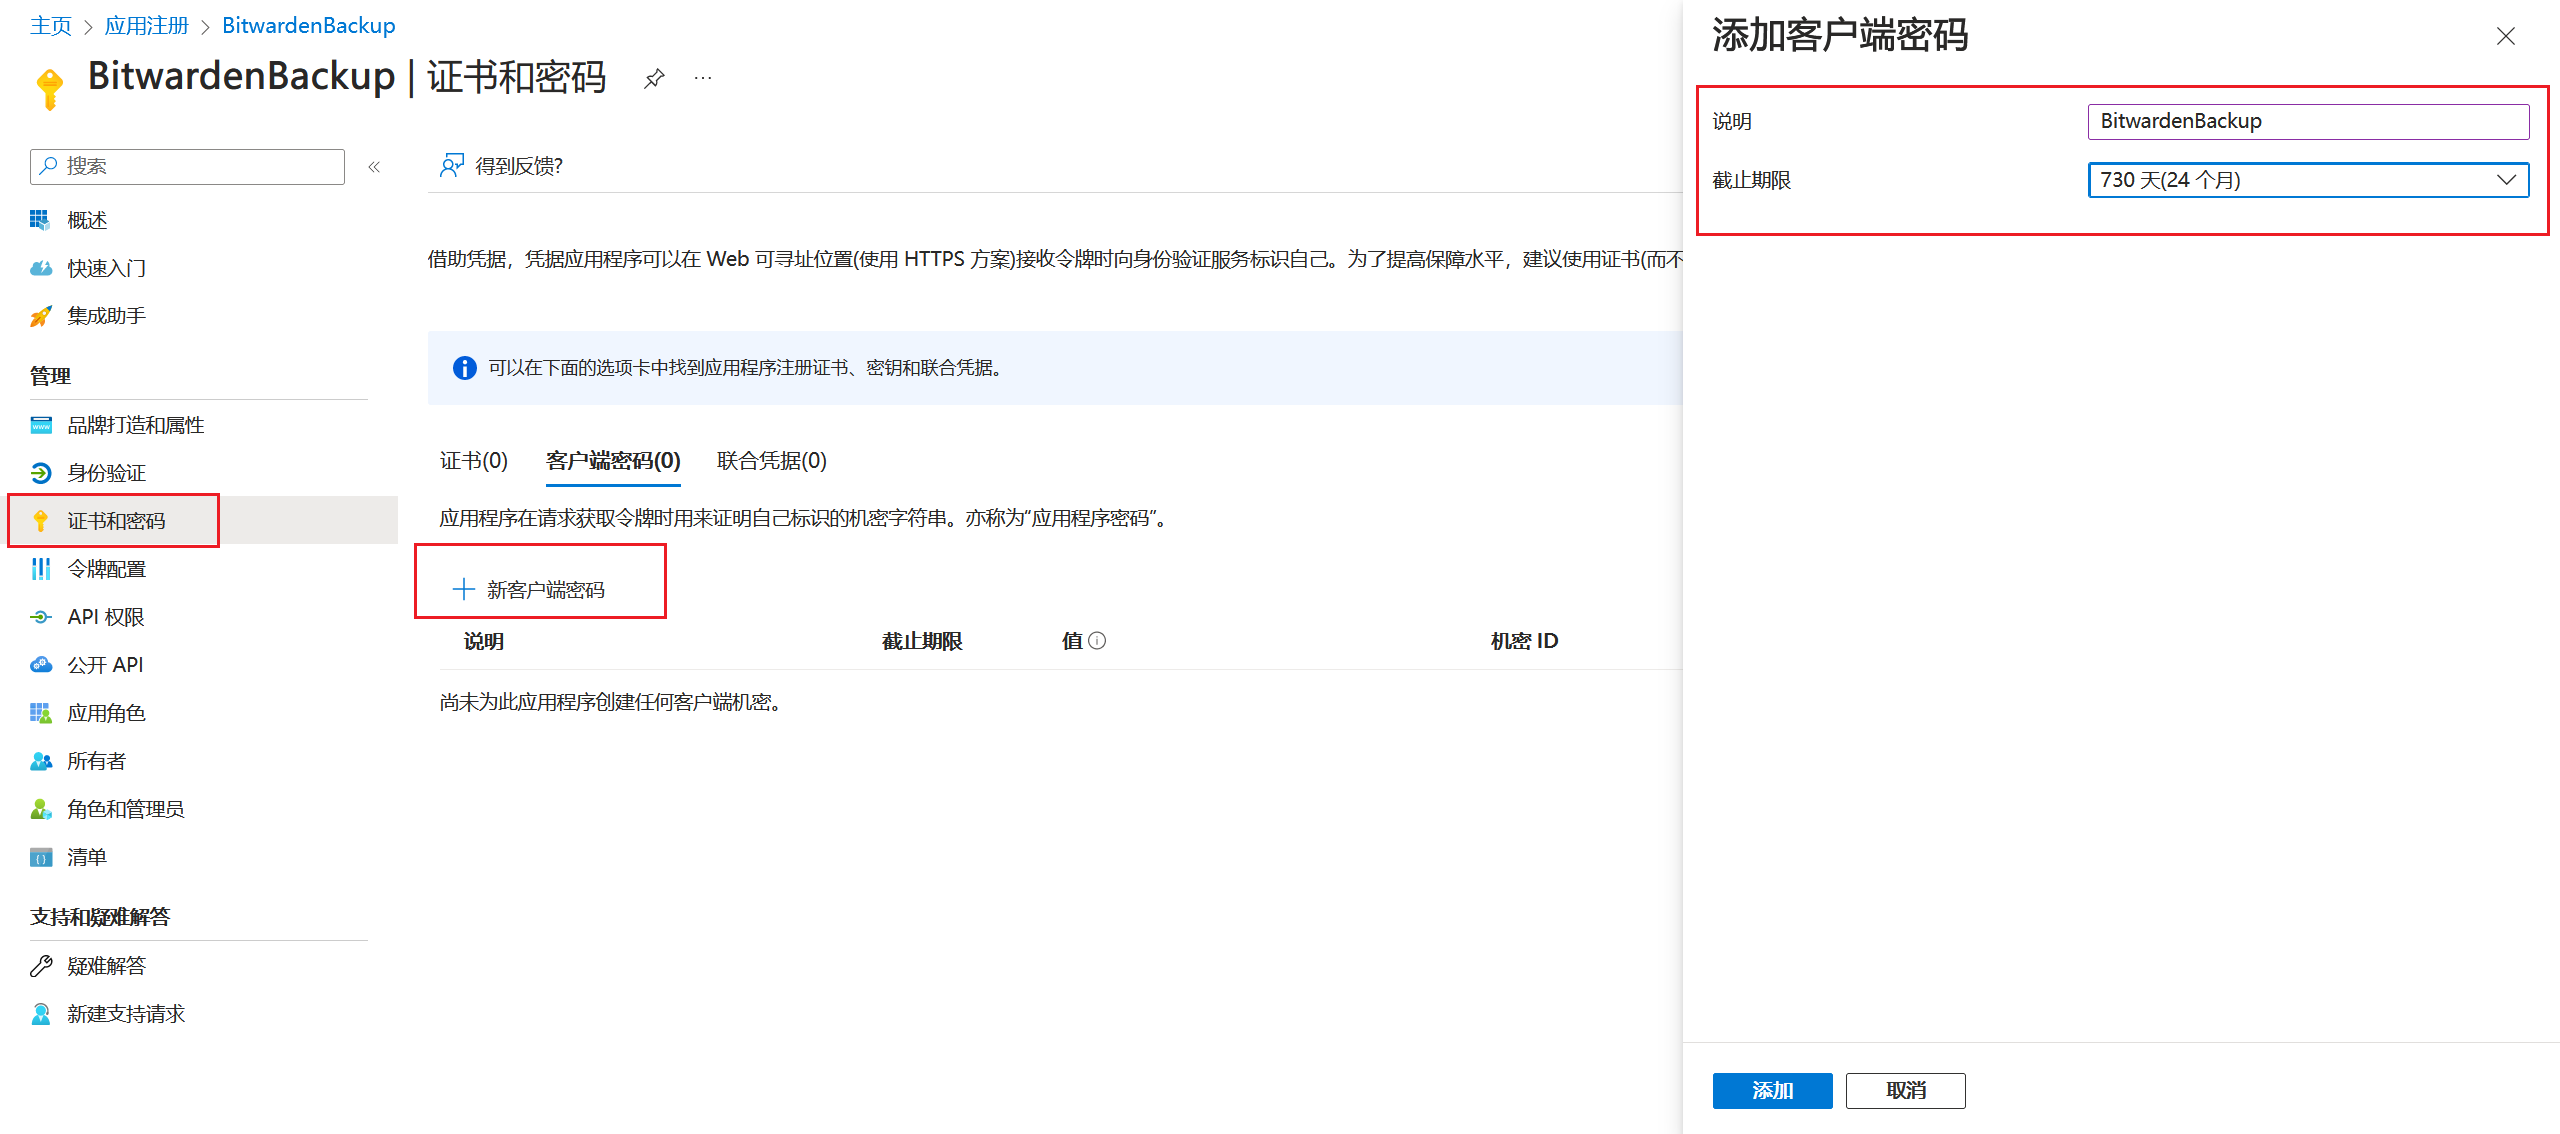 主页 > 应用注册 > BitwardenBackup
BitwardenBackup | 证书和密码 ...
搜索 «
概述
快速入门
集成助手
管理
品牌打造和属性
身份验证
证书和密码
令牌配置
API 权限
公开 API
应用角色
所有者
角色和管理员
清单
支持和疑难解答
疑难解答
新建支持请求
得到反馈?
借助凭据，凭据应用程序可以在 Web 可寻址位置(使用 HTTPS 方案)接收令牌时向身份验证服务标识自己。为了提高保障水平，建议使用证书(而不
可以在下面的选项卡中找到应用程序注册证书、密钥和联合凭据。
证书(0) 客户端密码(0) 联合凭据(0)
应用程序在请求获取令牌时用来证明自己标识的机密字符串。亦称为“应用程序密码”。
新客户端密码
说明 截止期限 值 机密 ID
尚未为此应用程序创建任何客户端机密。
添加客户端密码
说明 BitwardenBackup
截止期限 730 天(24 个月)
添加 取消